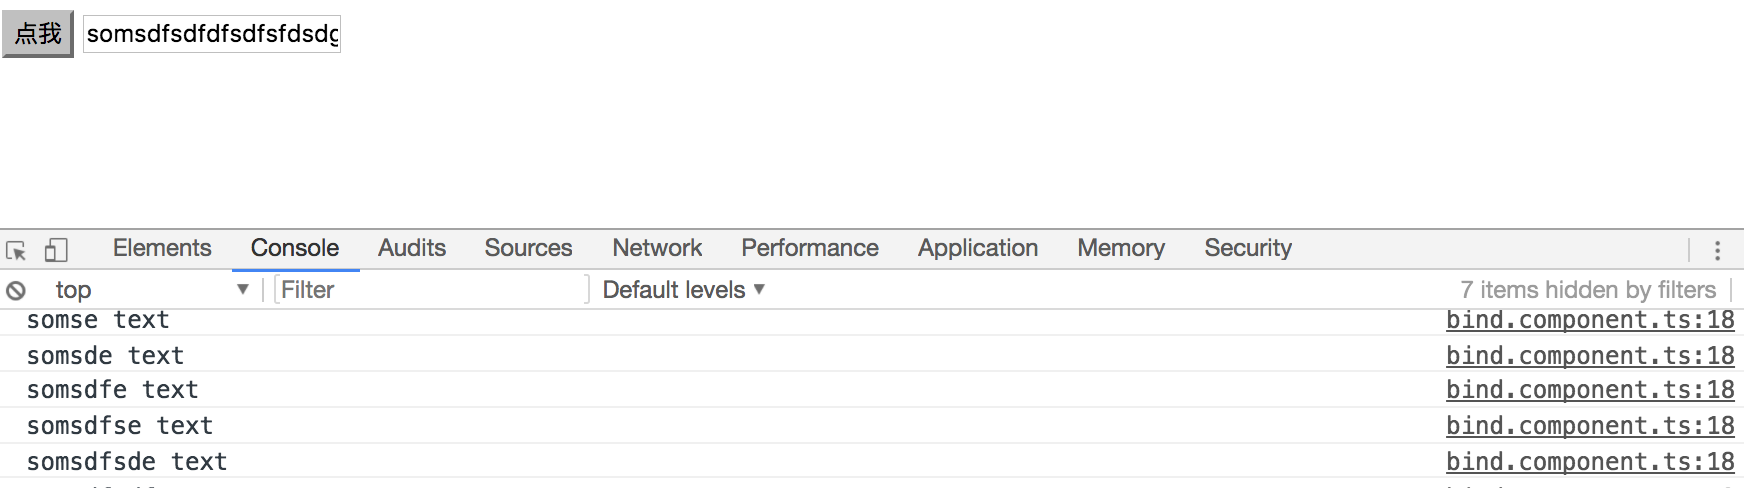 点我 somsdfsdfdfsdfsfdsdg
Elements Console Audits Sources Network Performance Application Memory Security
top Filter Default levels 7 items hidden by filters
somse text bind.component.ts:18
somsde text bind.component.ts:18
somsdfe text bind.component.ts:18
somsdfse text bind.component.ts:18
somsdfsde text bind.component.ts:18